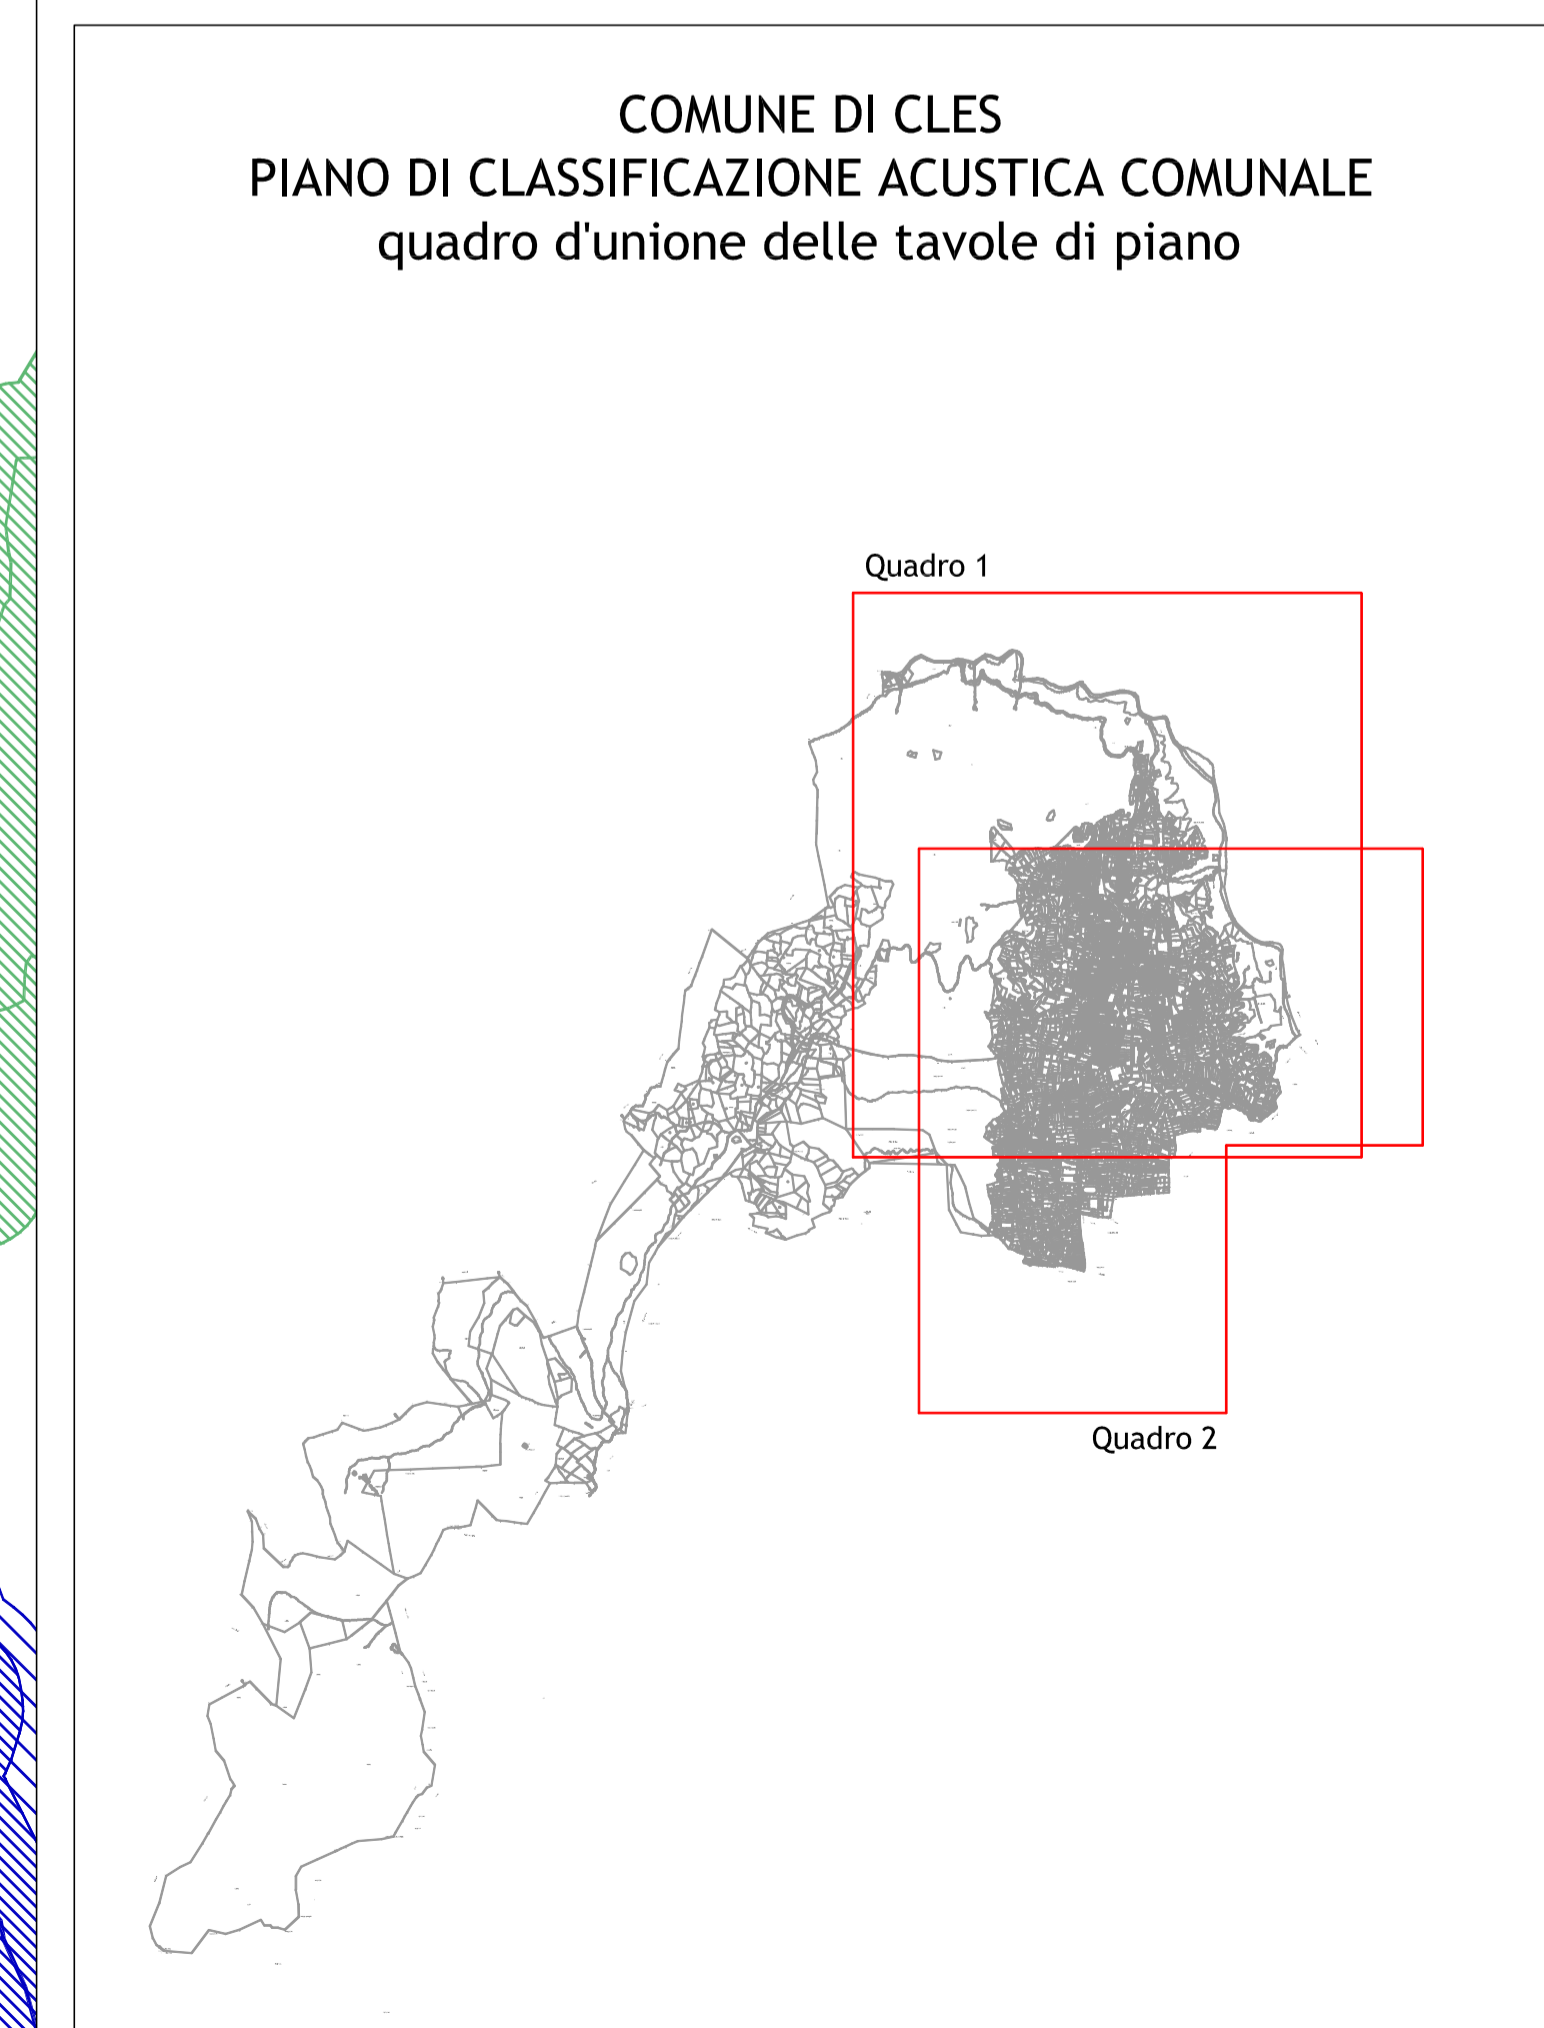 COMUNE DI CLES
PIANO DI CLASSIFICAZIONE ACUSTICA COMUNALE
quadro d'unione delle tavole di piano
Quadro 1
Quadro 2